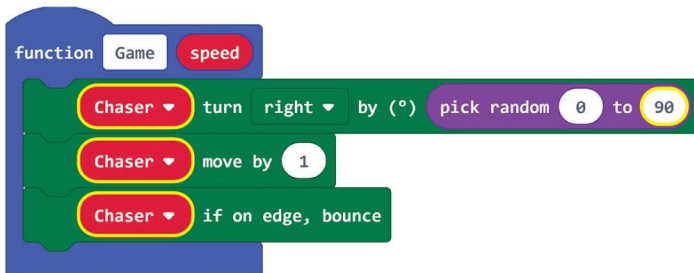 function Game speed
Chaser turn right by (°) pick random 0 to 90
Chaser move by 1
Chaser if on edge, bounce